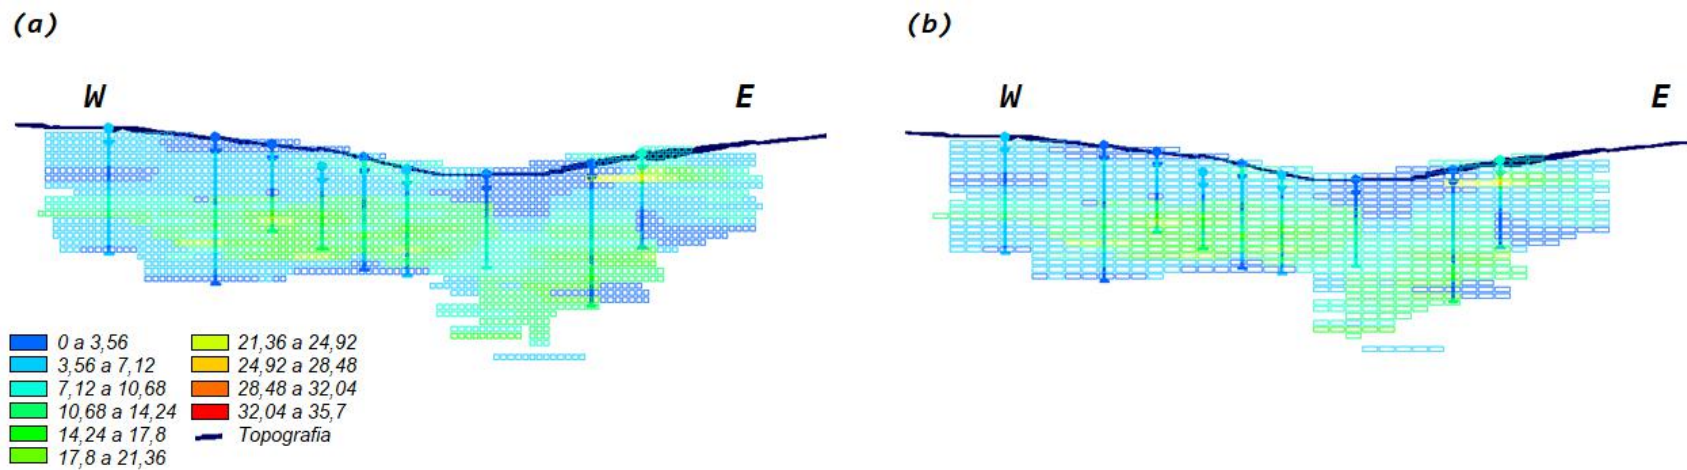 (a)
(b)
W
E
W
E
0 a 3,56
3,56 a 7,12
7,12 a 10,68
10,68 a 14,24
14,24 a 17,8
17,8 a 21,36
21,36 a 24,92
24,92 a 28,48
28,48 a 32,04
32,04 a 35,7
Topografia